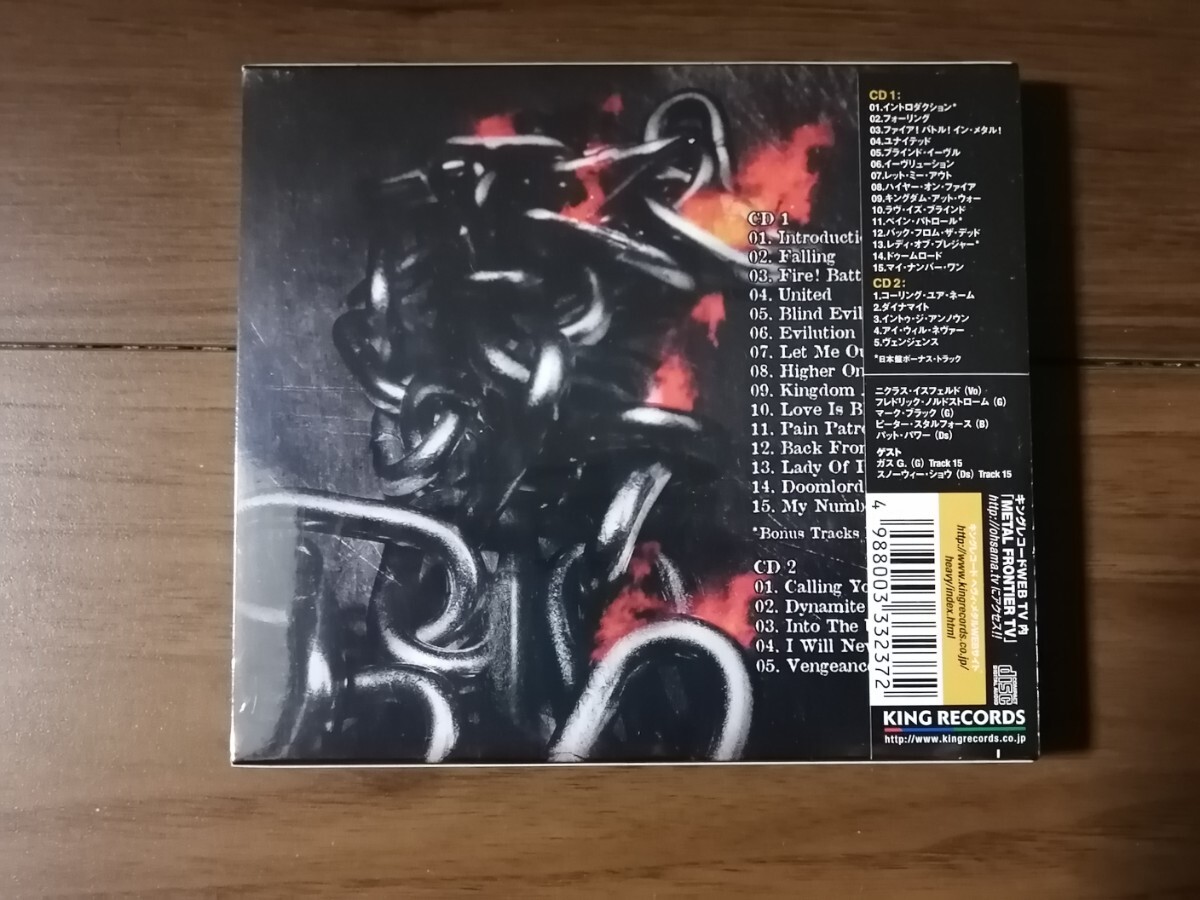 CD 1
01. Introducti
02. Falling
03. Fire! Batt
04. United
05. Blind Evil
06. Evilution
07. Let Me Ou
08. Higher On
09. Kingdom
10. Love Is B
11. Pain Patr
12. Back From
13. Lady Of
14. Doomlord
15. My Numb
*Bonus Tracks
CD 2
01. Calling Yo
02. Dynamite
03. Into The
04. I Will Nev
05. Vengeanc
CD 1:
01.イントロダクション*
02.フォーリング
03.ファイア!バトル!イン・メタル!
04.ユナイテッド
05.ブラインド・イーヴル
06.イーヴリューション
07.レット・ミー・アウト
08.ハイヤー・オン・ファイア
09.キングダム・アット・ウォー
10.ラヴ・イズ・ブラインド
11.ペイン・パトロール*
12.バック・フロム・ザ・デッド
13.レディ・オブ・プレジャー*
14.ドゥームロード
15.マイ・ナンバー・ワン
CD 2:
1.コーリング・ユア・ネーム
2.ダイナマイト
3.イントゥ・ジ・アンノウン
4.アイ・ウィル・ネヴァー
5.ヴェンジェンス
*日本盤ボーナス・トラック
ニクラス・イスフェルド (Vo)
フレドリック・ノルドストローム (G)
マーク・ブラック (G)
ピーター・スタルフォース (B)
パット・パワー (Ds)
ゲスト
ガス G. (G) Track 15
スノーウィー・ショウ (Ds) Track 15
キングレコードWEB TV 内
「METAL FRONTIER TV」
http://ohsama.tv/にアクセス!!
http://www.kingrecords.co.jp/
heavy/index.html
4 988003 332372
COMPACT
disc
DIGITAL AUDIO
KING RECORDS
http://www.kingrecords.co.jp